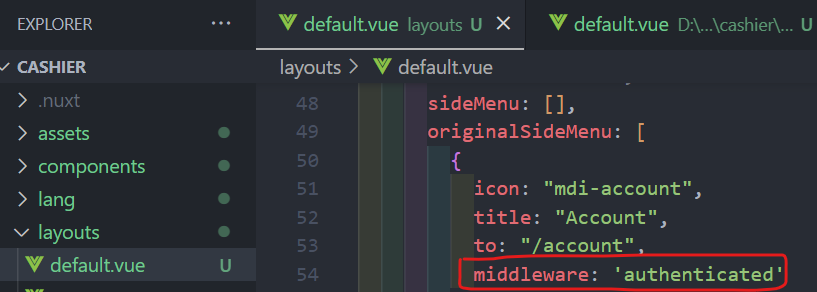 EXPLORER ...
default.vue layouts U
default.vue D:\...\cashier\... U
CASHIER
layouts > default.vue
.nuxt
assets
components
lang
layouts
default.vue U
48 sideMenu: [],
49 originalSideMenu: [
50 {
51 icon: "mdi-account",
52 title: "Account",
53 to: "/account",
54 middleware: 'authenticated'